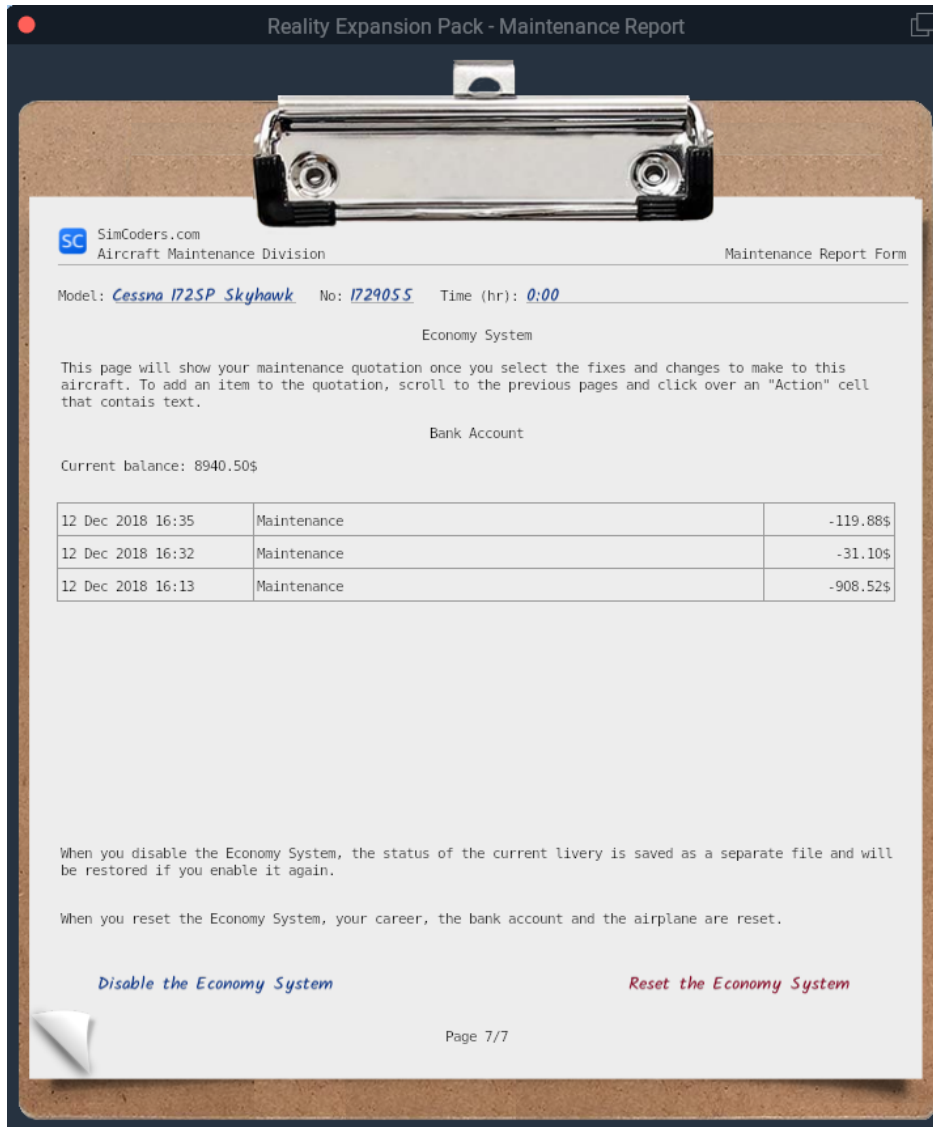 Reality Expansion Pack - Maintenance Report
SC
SimCoders.com
Aircraft Maintenance Division
Maintenance Report Form
Model: Cessna 172SP Skyhawk No: 1729055 Time (hr): 0:00
Economy System
This page will show your maintenance quotation once you select the fixes and changes to make to this
aircraft. To add an item to the quotation, scroll to the previous pages and click over an "Action" cell
that contais text.
Bank Account
Current balance: 8940.50$
12 Dec 2018 16:35 Maintenance -119.88$
12 Dec 2018 16:32 Maintenance -31.10$
12 Dec 2018 16:13 Maintenance -908.52$
When you disable the Economy System, the status of the current livery is saved as a separate file and will
be restored if you enable it again.
When you reset the Economy System, your career, the bank account and the airplane are reset.
Disable the Economy System Reset the Economy System
Page 7/7